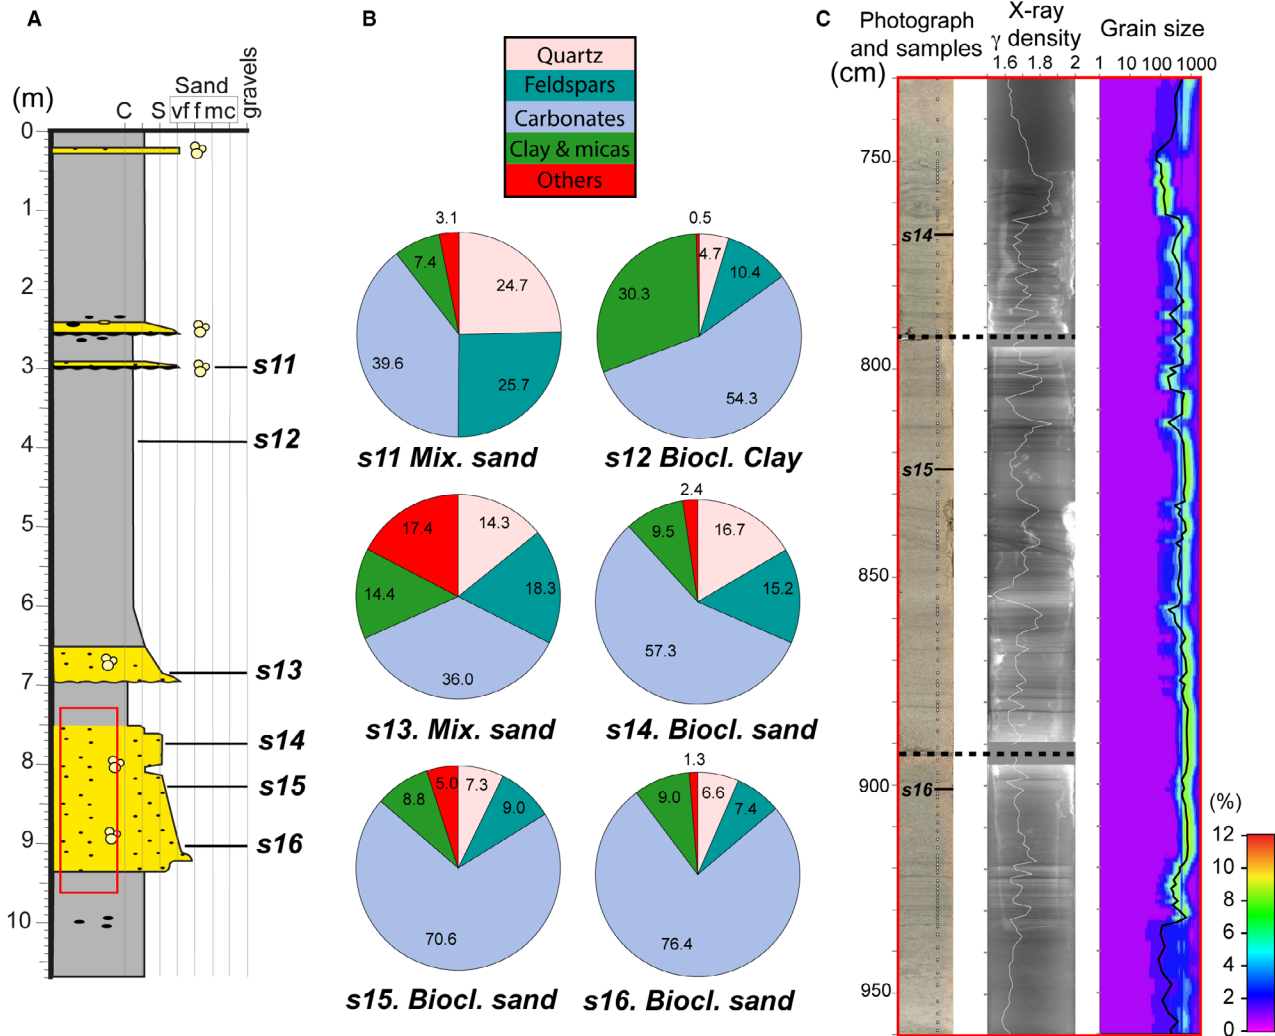 A
(m)
Sand
gravels
C
S
vf f m c
0
1
2
3
4
5
6
7
8
9
10
s11
s12
s13
s14
s15
s16
B
Quartz
Feldspars
Carbonates
Clay & micas
Others
3.1
7.4
24.7
39.6
25.7
s11 Mix. sand
0.5
4.7
10.4
30.3
54.3
s12 Biocl. Clay
17.4
14.3
14.4
18.3
36.0
s13. Mix. sand
2.4
9.5
16.7
15.2
57.3
s14. Biocl. sand
5.0
7.3
8.8
9.0
70.6
s15. Biocl. sand
1.3
9.0
6.6
7.4
76.4
s16. Biocl. sand
C
Photograph
and samples
X-ray
γ density
1.6 1.8 2
Grain size
1 10 100 1000
(cm)
750
800
850
900
950
s14
s15
s16
(%)
12
10
8
6
4
2
0